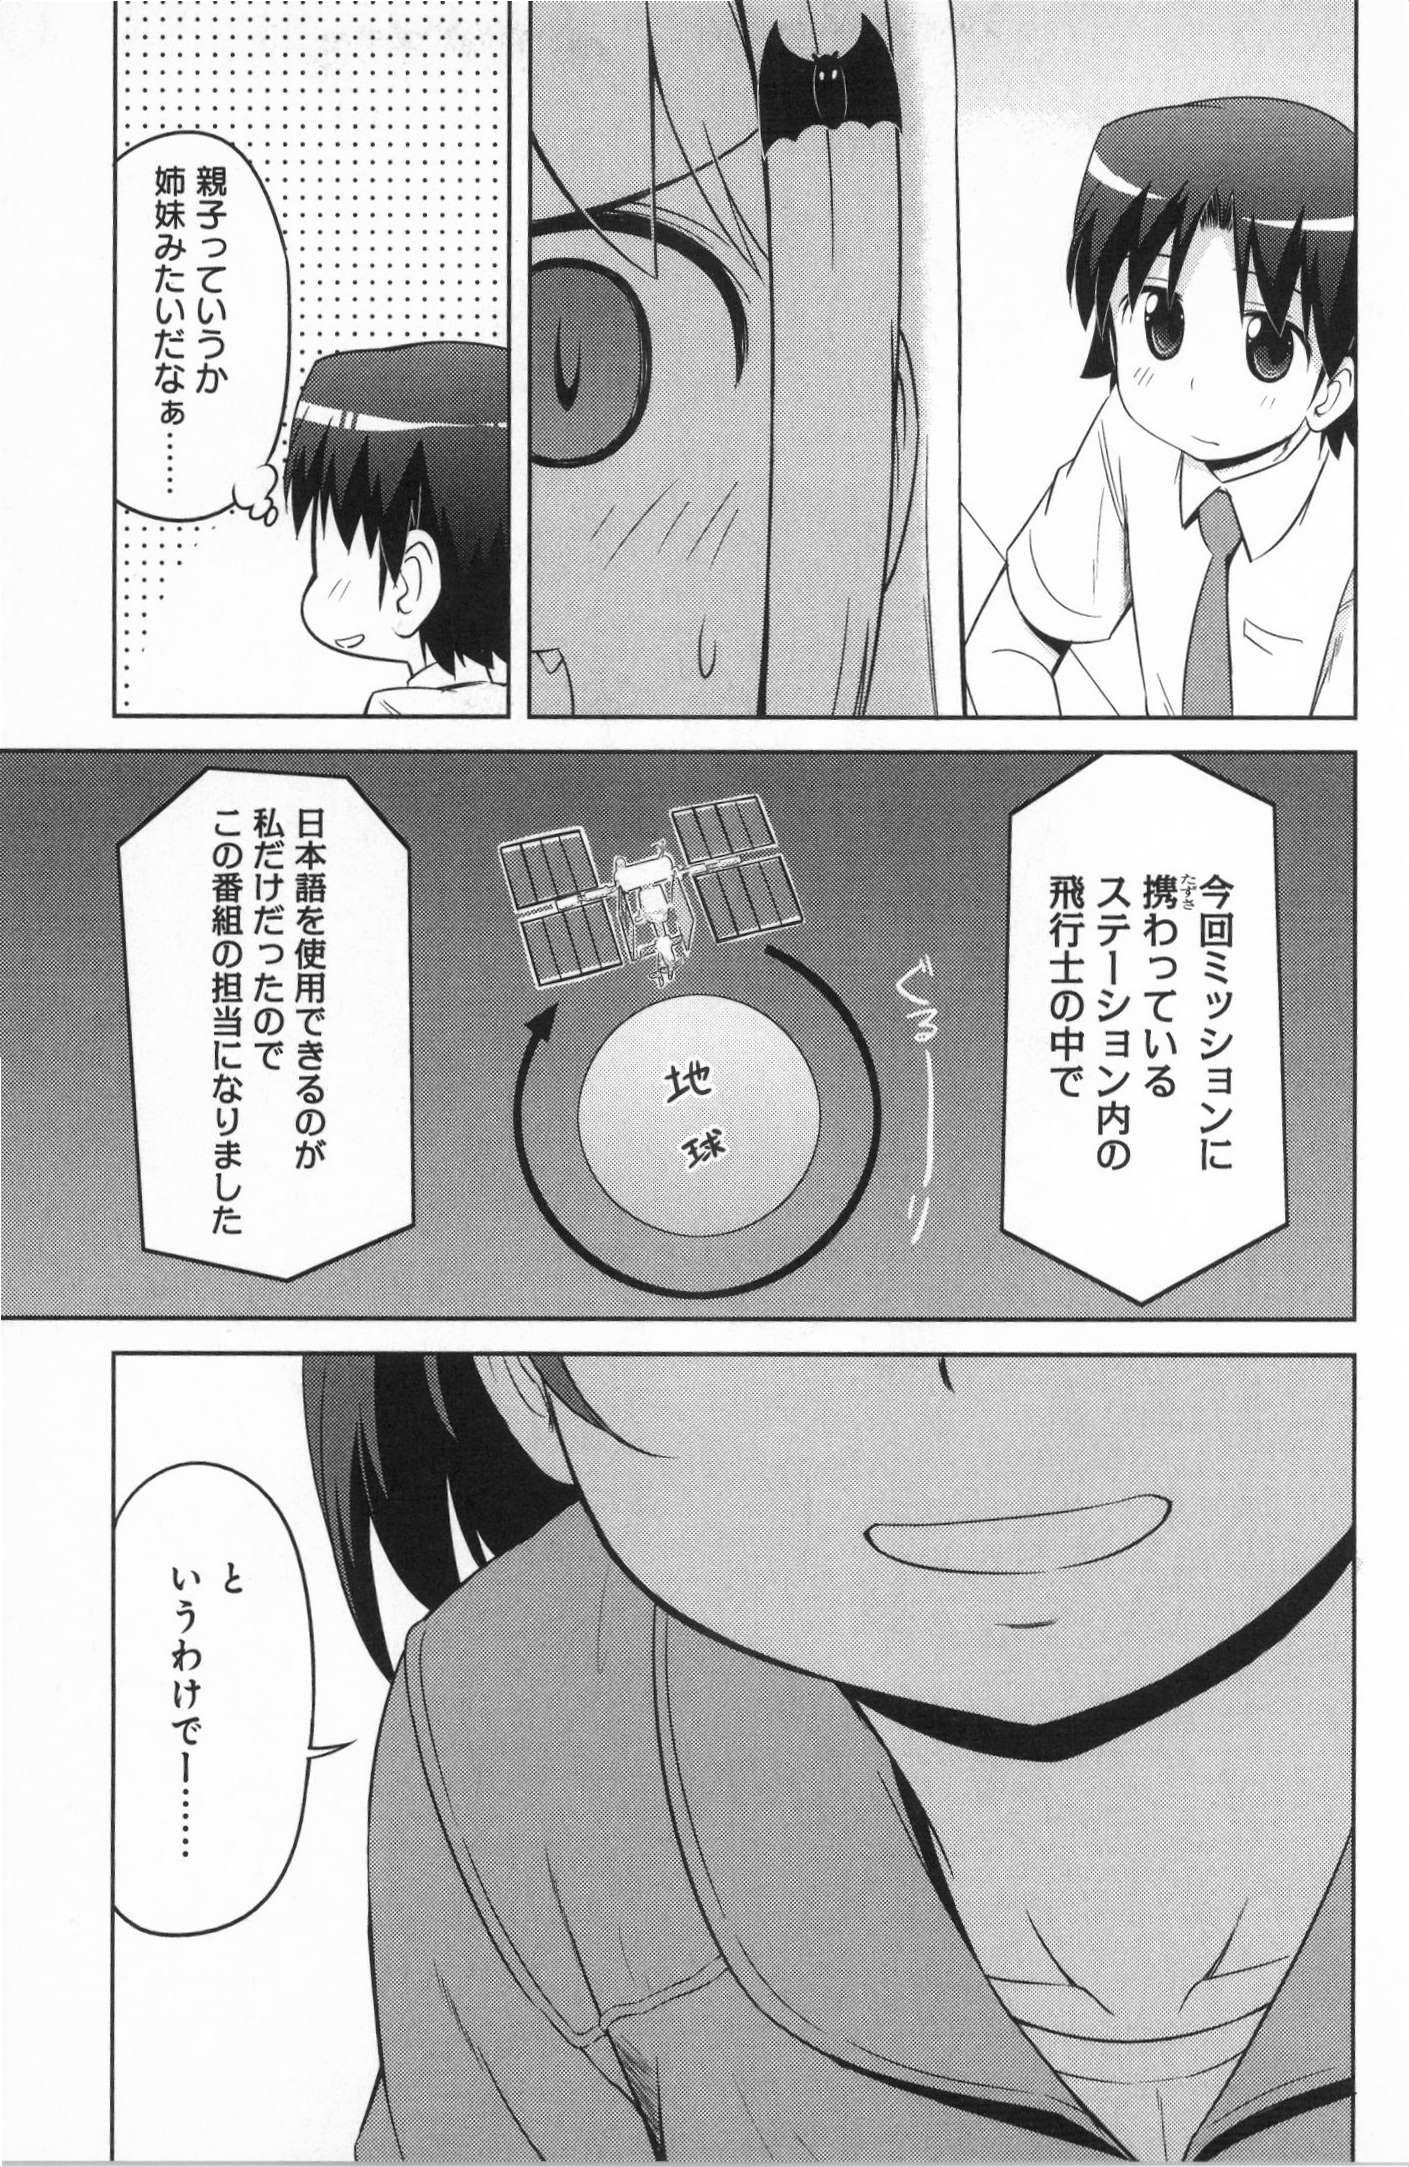 親子っていうか
姉妹みたいだなぁ……
今回ミッションに
携わっている
たずさ
ステーション内の
飛行士の中で
ぐるーーり
地
球
日本語を使用できるのが
私だけだったので
この番組の担当になりました
と
いうわけでー……